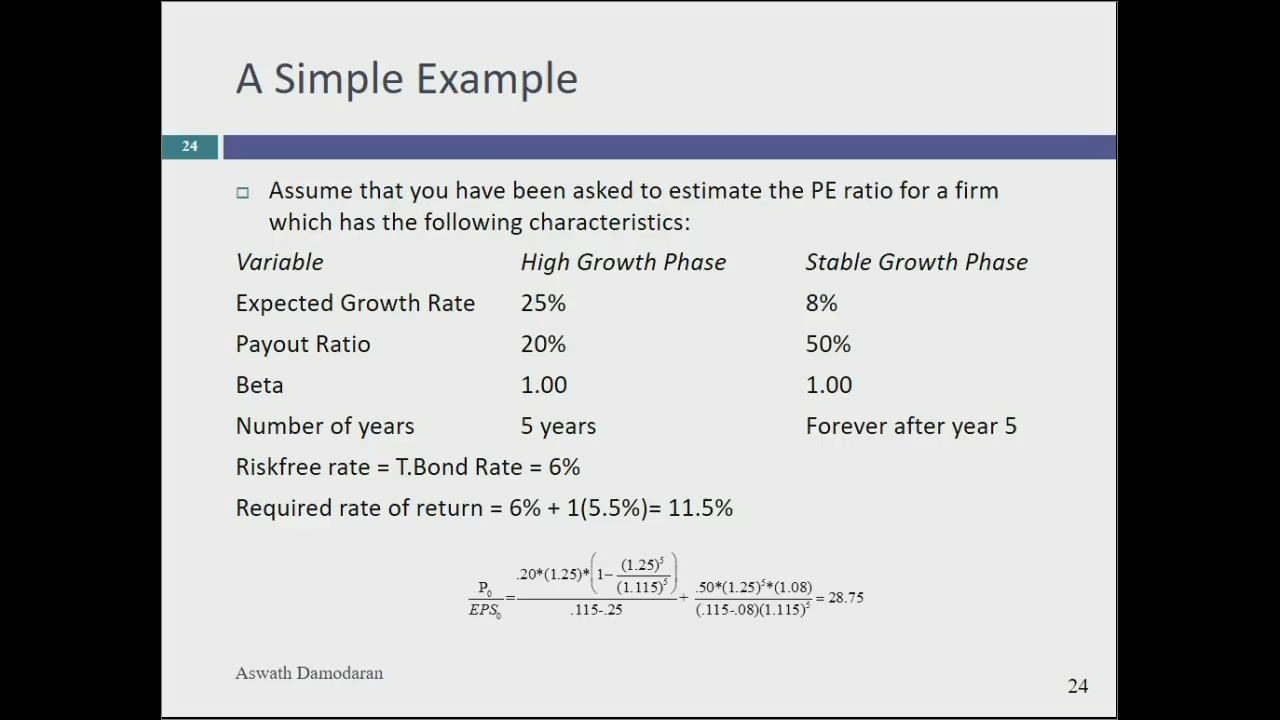 A Simple Example
24
□ Assume that you have been asked to estimate the PE ratio for a firm
which has the following characteristics:
Variable High Growth Phase Stable Growth Phase
Expected Growth Rate 25% 8%
Payout Ratio 20% 50%
Beta 1.00 1.00
Number of years 5 years Forever after year 5
Riskfree rate = T.Bond Rate = 6%
Required rate of return = 6% + 1(5.5%)= 11.5%
P₀/EPS₀ = .20*(1.25)*(1−(1.25)⁵/(1.115)⁵)/.115-.25 + .50*(1.25)⁵*(1.08)/(.115-.08)(1.115)⁵ = 28.75
Aswath Damodaran
24